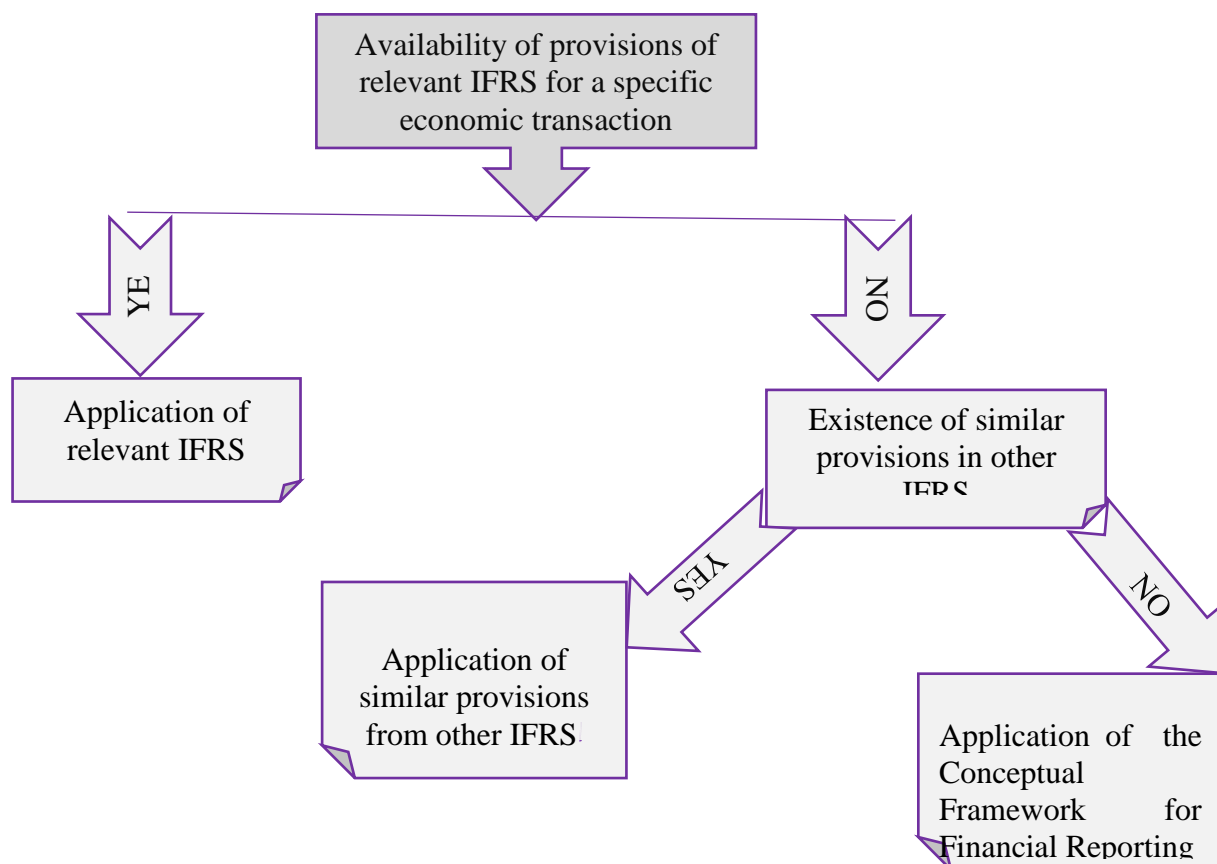 Availability of provisions of
relevant IFRS for a specific
economic transaction
YE
NO
Application of
relevant IFRS
Existence of similar
provisions in other
IFRS
YES
NO
Application of
similar provisions
from other IFRS
Application of the
Conceptual
Framework for
Financial Reporting